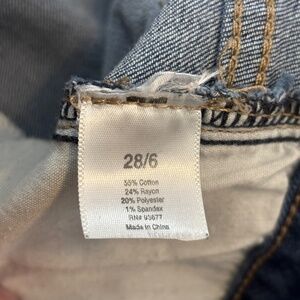 28/6
55% Cotton
24% Rayon
20% Polyester
1% Spandex
RN# 93677
Made in China